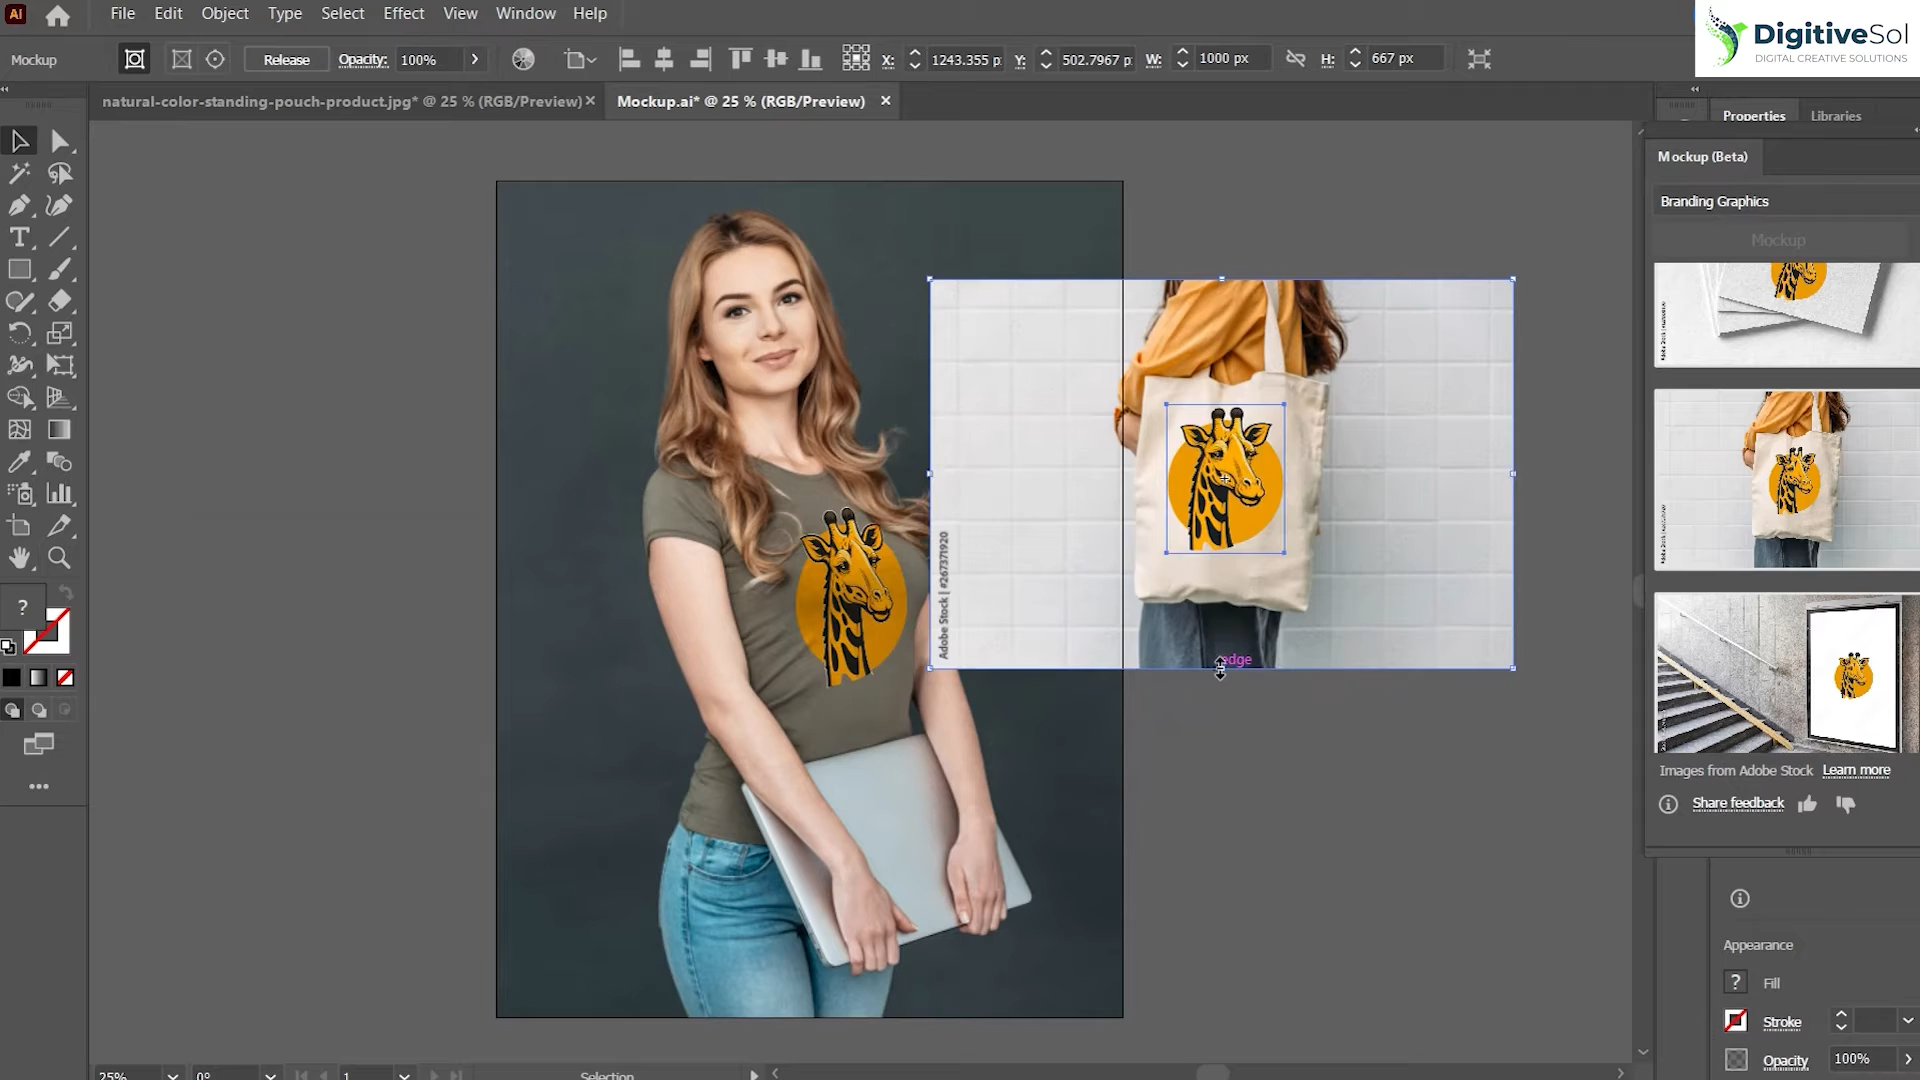 Ai
File Edit Object Type Select Effect View Window Help
DigitiveSol
DIGITAL CREATIVE SOLUTIONS
Mockup
Release
Opacity: 100%
X: 1243.355 p
Y: 502.7967 p
W: 1000 px
H: 667 px
natural-color-standing-pouch-product.jpg* @ 25 % (RGB/Preview) ×
Mockup.ai* @ 25 % (RGB/Preview) ×
Properties Libraries
Mockup (Beta)
Branding Graphics
Mockup
Adobe Stock | #267371920
edge
Images from Adobe Stock Learn more
Share feedback
Appearance
? Fill
Stroke
Opacity 100%
?
25% 0° 1 Selection